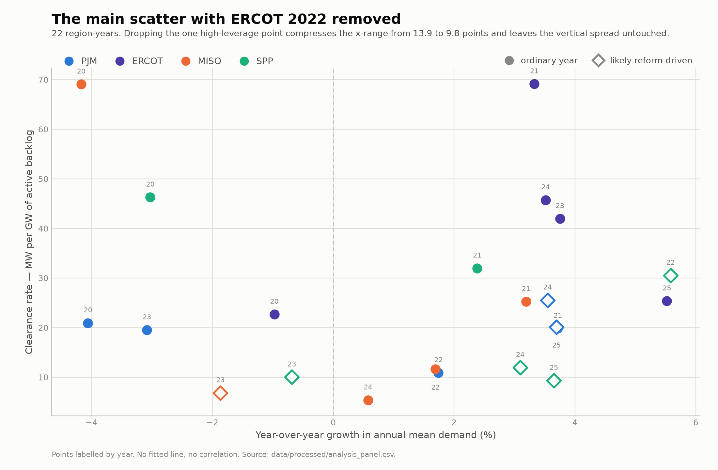 The main scatter with ERCOT 2022 removed
22 region-years. Dropping the one high-leverage point compresses the x-range from 13.9 to 9.8 points and leaves the vertical spread untouched.
PJM ERCOT MISO SPP ordinary year likely reform-driven
20 21
70
60
20
50
24
23
40
21 22
30
21 24 25
20 23 20 21
20
25
22 24
23 23 25
10
24 22
−4 −2 0 2 4 6
Clearance rate — MW per GW of active backlog
Year-over-year growth in annual mean demand (%)
Points labelled by year. No fitted line, no correlation. Source: data/processed/analysis_panel.csv.